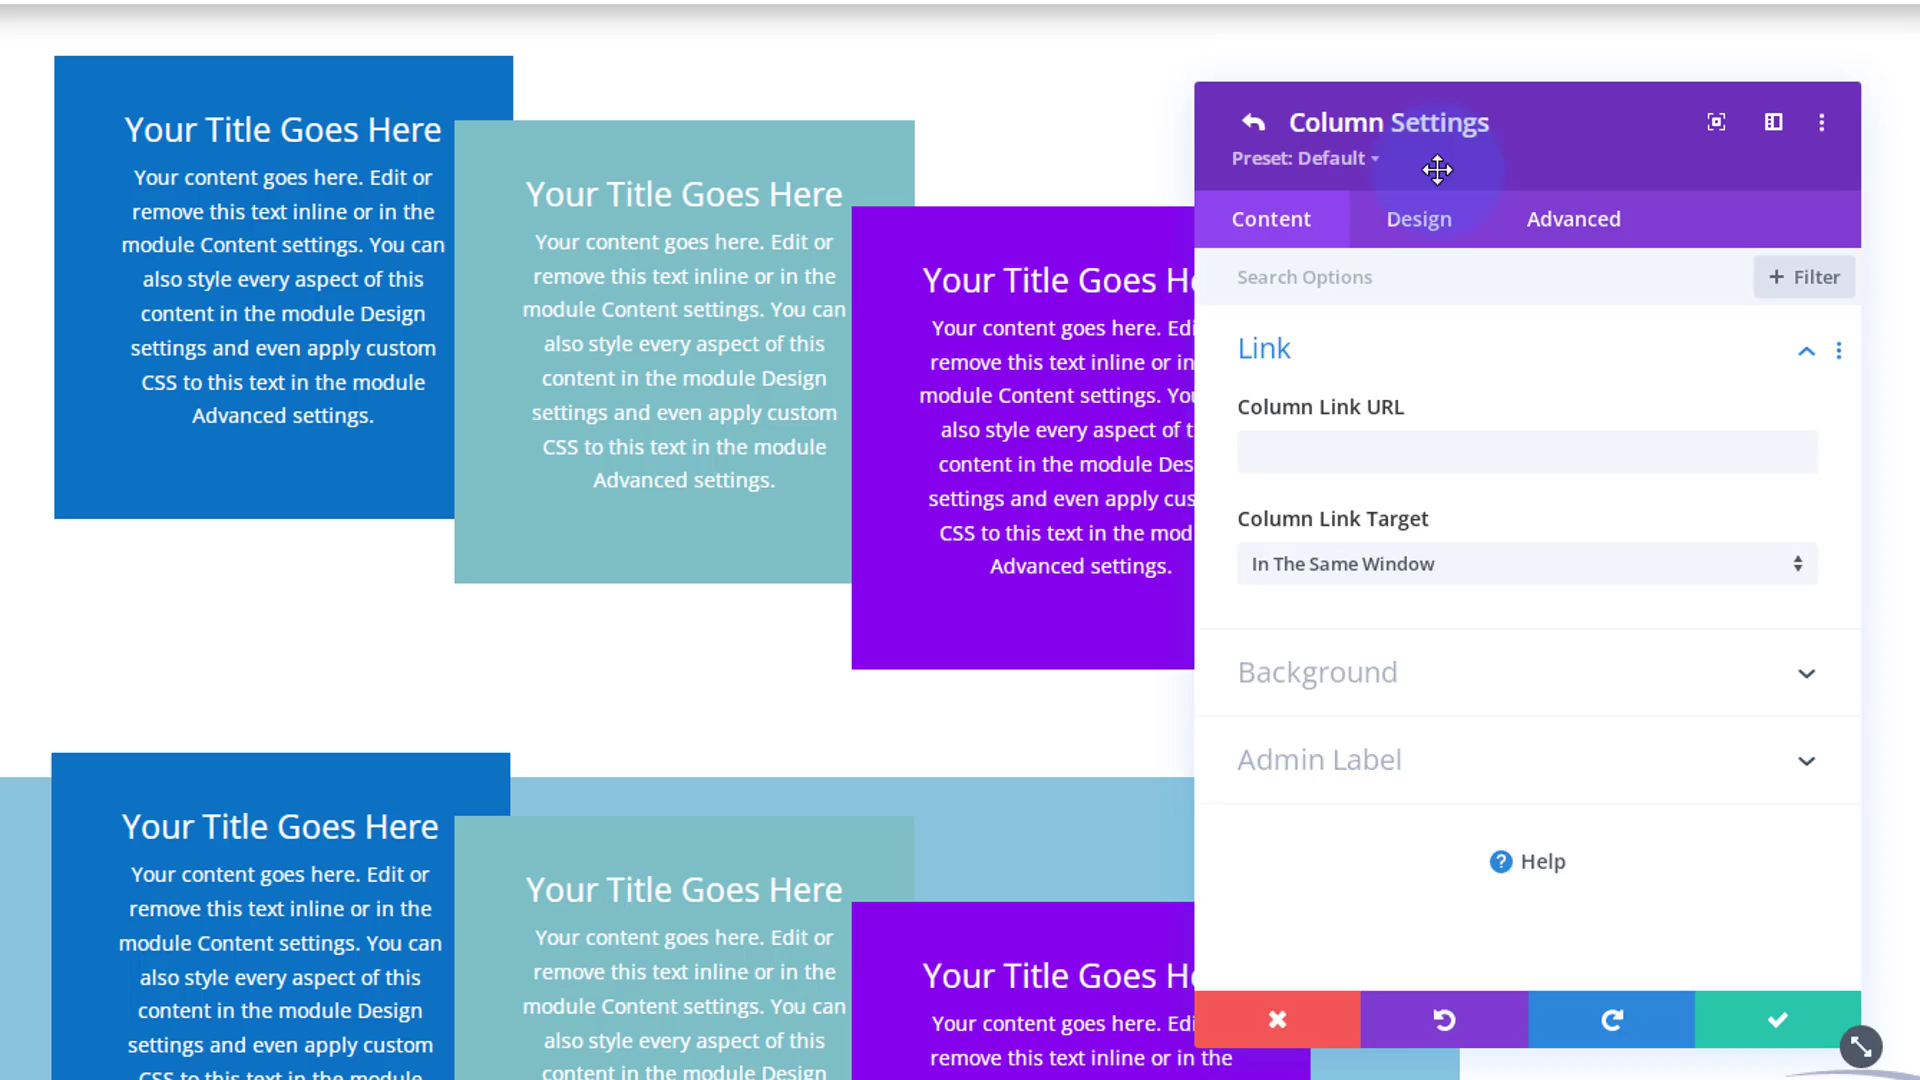 Your Title Goes Here
Your content goes here. Edit or
remove this text inline or in the
module Content settings. You can
also style every aspect of this
content in the module Design
settings and even apply custom
CSS to this text in the module
Advanced settings.
Your Title Goes Here
Your content goes here. Edit or
remove this text inline or in the
module Content settings. You can
also style every aspect of this
content in the module Design
settings and even apply custom
CSS to this text in the module
Advanced settings.
Your Title Goes H
Your content goes here. Edi
remove this text inline or in
module Content settings. You
also style every aspect of t
content in the module Des
settings and even apply cus
CSS to this text in the mod
Advanced settings.
Column Settings
Preset: Default
Content Design Advanced
Search Options
+ Filter
Link
Column Link URL
Column Link Target
In The Same Window
Background
Admin Label
? Help
Your Title Goes Here
Your content goes here. Edit or
remove this text inline or in the
module Content settings. You can
also style every aspect of this
content in the module Design
settings and even apply custom
CSS to this text in the module
Your Title Goes Here
Your content goes here. Edit or
remove this text inline or in the
module Content settings. You can
also style every aspect of this
content in the module Design
Your Title Goes H
Your content goes here. Edi
remove this text inline or in the